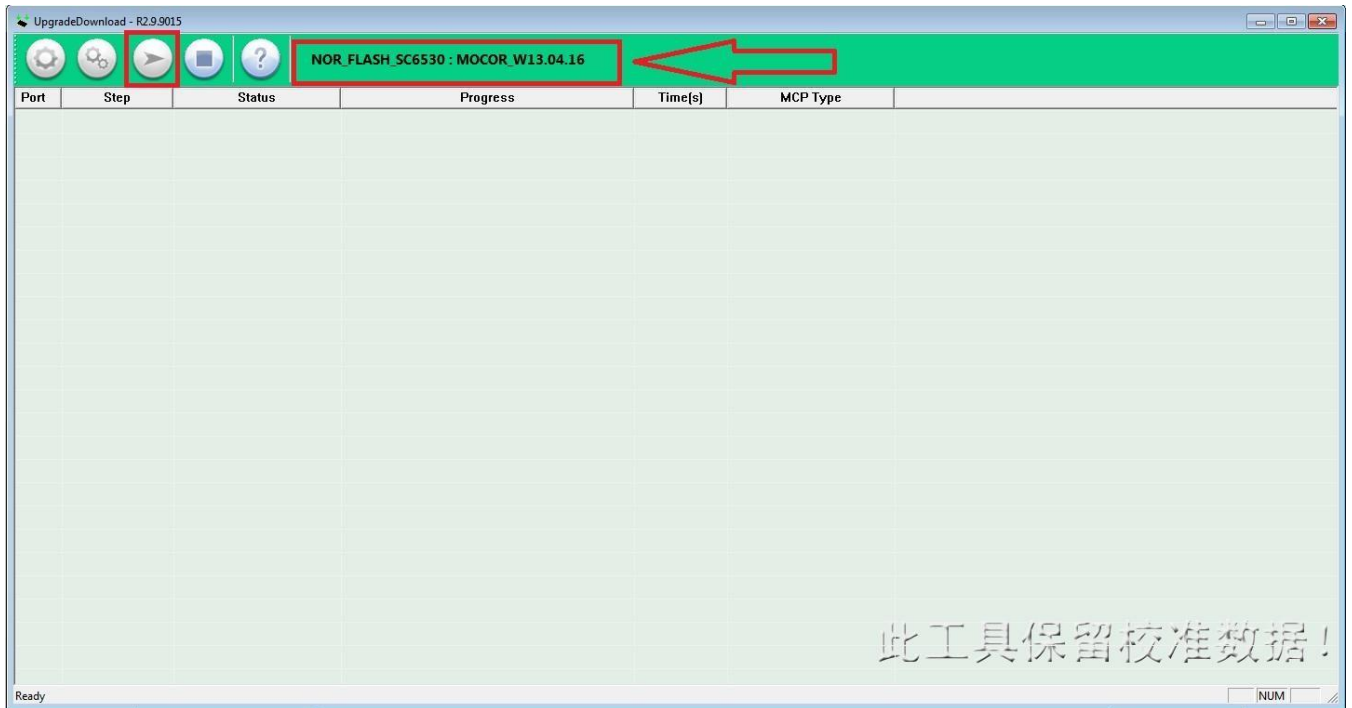 UpgradeDownload - R2.9.9015
NOR_FLASH_SC6530 : MOCOR_W13.04.16
Port Step Status Progress Time(s) MCP Type
此工具保留校准数据!
Ready NUM